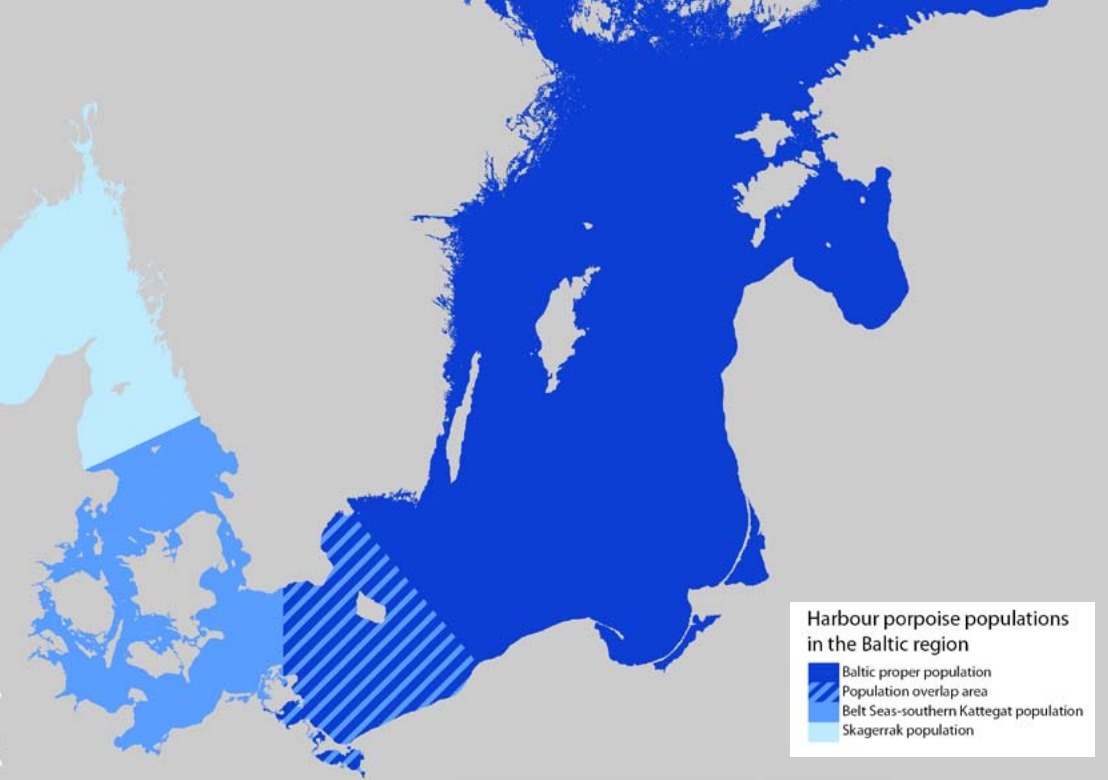 Harbour porpoise populations
in the Baltic region
Baltic proper population
Population overlap area
Belt Seas-southern Kattegat population
Skagerrak population